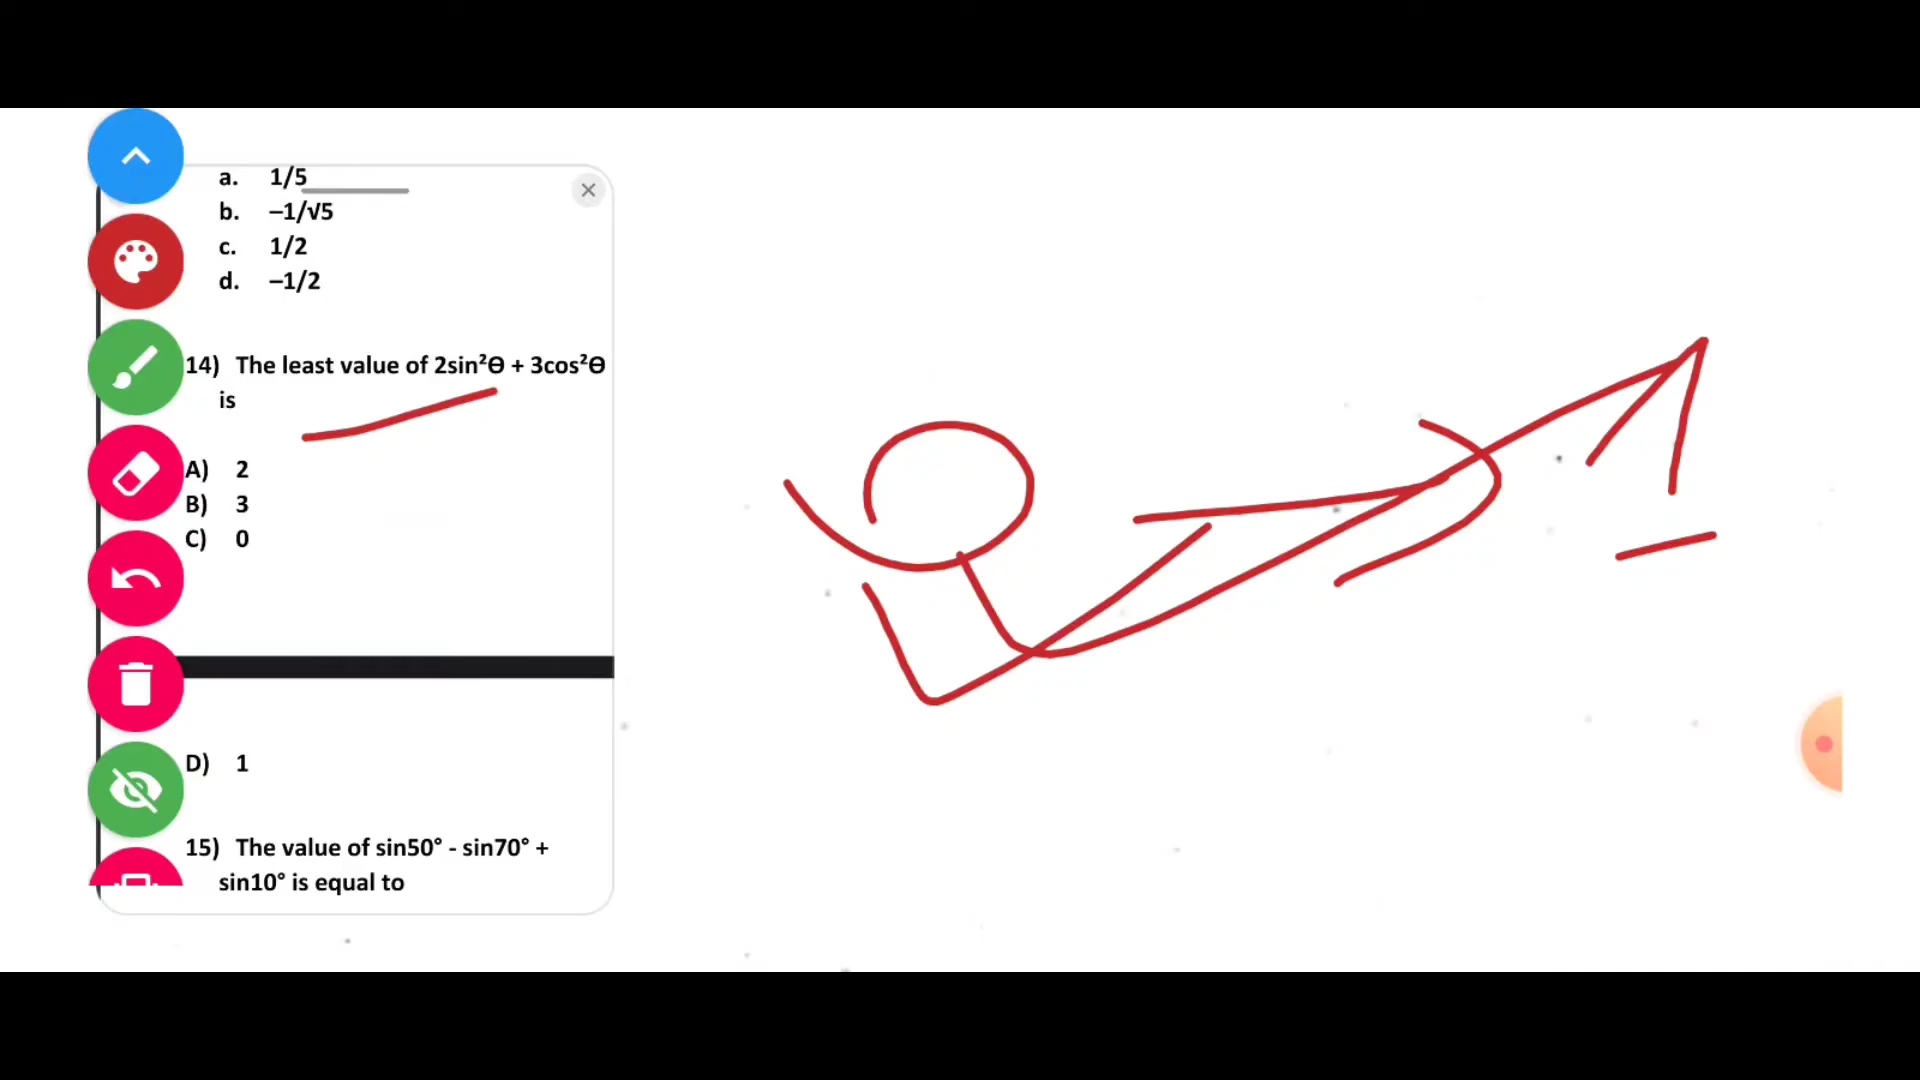 a. 1/5
b. –1/√5
c. 1/2
d. –1/2
14) The least value of 2sin²ϴ + 3cos²ϴ
is
A) 2
B) 3
C) 0
D) 1
15) The value of sin50° - sin70° +
sin10° is equal to